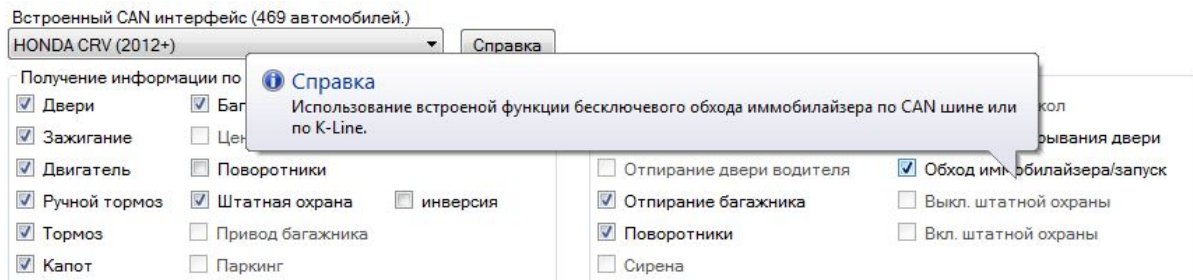 Встроенный CAN интерфейс (469 автомобилей.)
HONDA CRV (2012+)
Справка
Получение информации по
Справка
Использование встроеной функции бесключевого обхода иммобилайзера по CAN шине или
по K-Line.
Двери
Зажигание
Двигатель
Поворотники
Отпирание двери водителя
Обход иммобилайзера/запуск
Ручной тормоз
Штатная охрана
инверсия
Отпирание багажника
Выкл. штатной охраны
Тормоз
Привод багажника
Поворотники
Вкл. штатной охраны
Капот
Паркинг
Сирена
двери